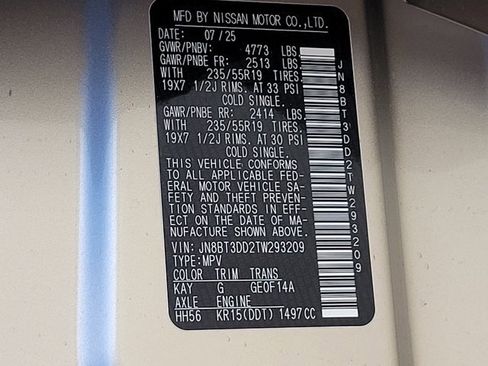 MFD BY NISSAN MOTOR CO.,LTD.
DATE: 07/25
GVWR/PNBV: 4773 LBS.
GAWR/PNBE FR: 2513 LBS.
WITH 235/55R19 TIRES.
19X7 1/2J RIMS. AT 33 PSI
COLD SINGLE.
GAWR/PNBE RR: 2414 LBS.
WITH 235/55R19 TIRES.
19X7 1/2J RIMS. AT 30 PSI
COLD SINGLE.
THIS VEHICLE CONFORMS
TO ALL APPLICABLE FED-
ERAL MOTOR VEHICLE SA-
FETY AND THEFT PREVEN-
TION STANDARDS IN EFF-
ECT ON THE DATE OF MA-
NUFACTURE SHOWN ABOVE.
VIN: JN8BT3DD2TW293209
TYPE:MPV
COLOR TRIM TRANS
KAY G GE0F14A
AXLE ENGINE
HH56 KR15(DDT) 1497CC
JN8BT3DD2TW293209